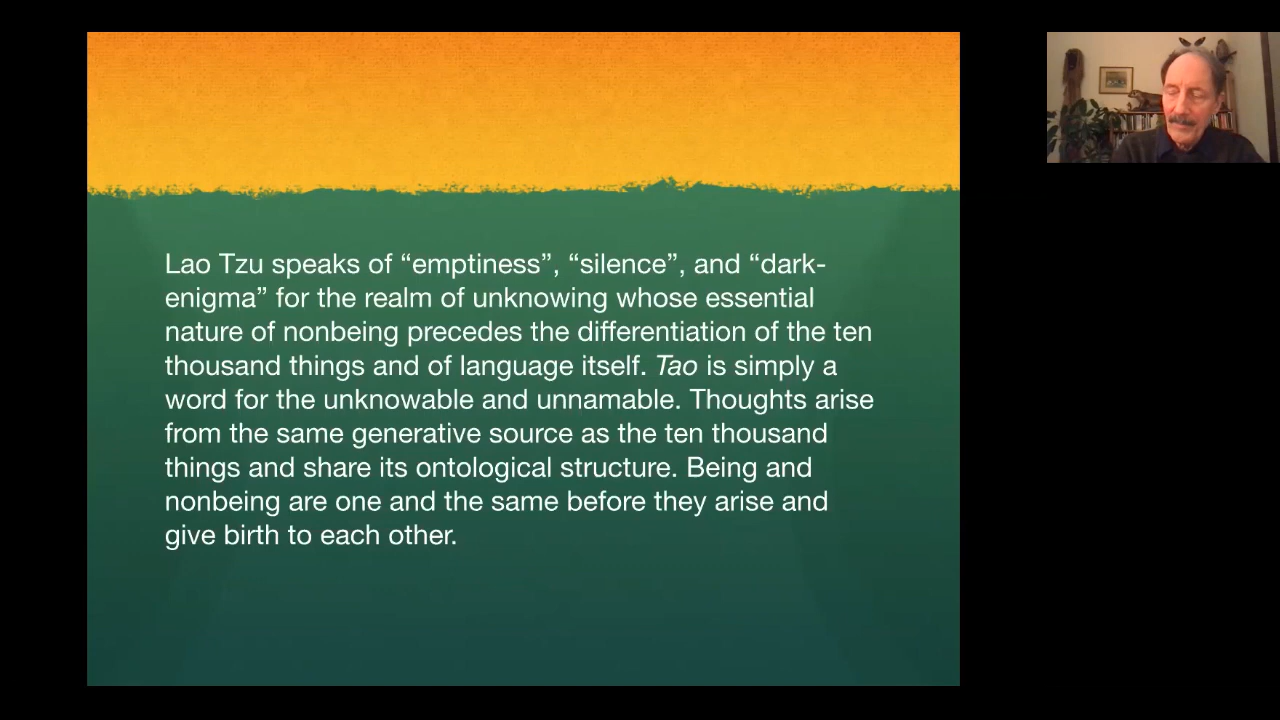 Lao Tzu speaks of “emptiness”, “silence”, and “dark-
enigma” for the realm of unknowing whose essential
nature of nonbeing precedes the differentiation of the ten
thousand things and of language itself. Tao is simply a
word for the unknowable and unnamable. Thoughts arise
from the same generative source as the ten thousand
things and share its ontological structure. Being and
nonbeing are one and the same before they arise and
give birth to each other.